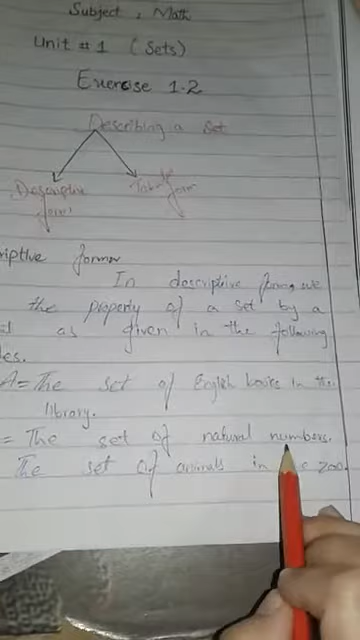 Subject, Math
Unit # 1 (Sets)
Exercise 1.2
Describing a Set
Descriptive form
form
riptive form
In descriptive form we
the property of a set by a
as given in the following
les.
A = The set of English books in the
library.
= The set of natural numbers.
The set of animals in zoo